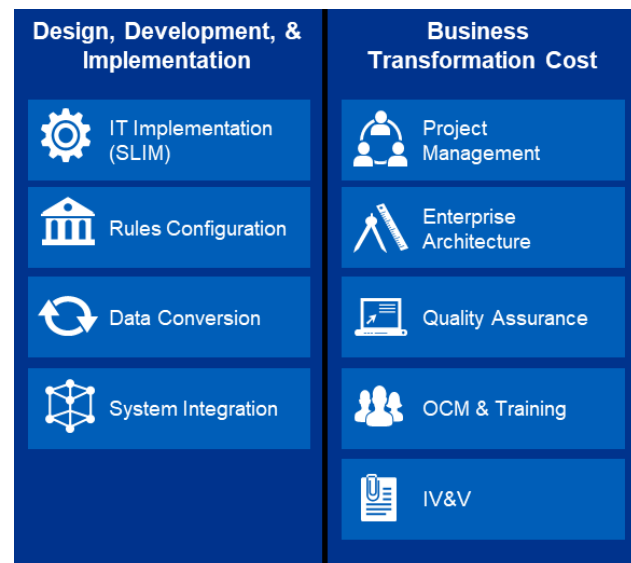 Design, Development, &
Implementation
IT Implementation
(SLIM)
Rules Configuration
Data Conversion
System Integration
Business
Transformation Cost
Project
Management
Enterprise
Architecture
Quality Assurance
OCM & Training
IV&V